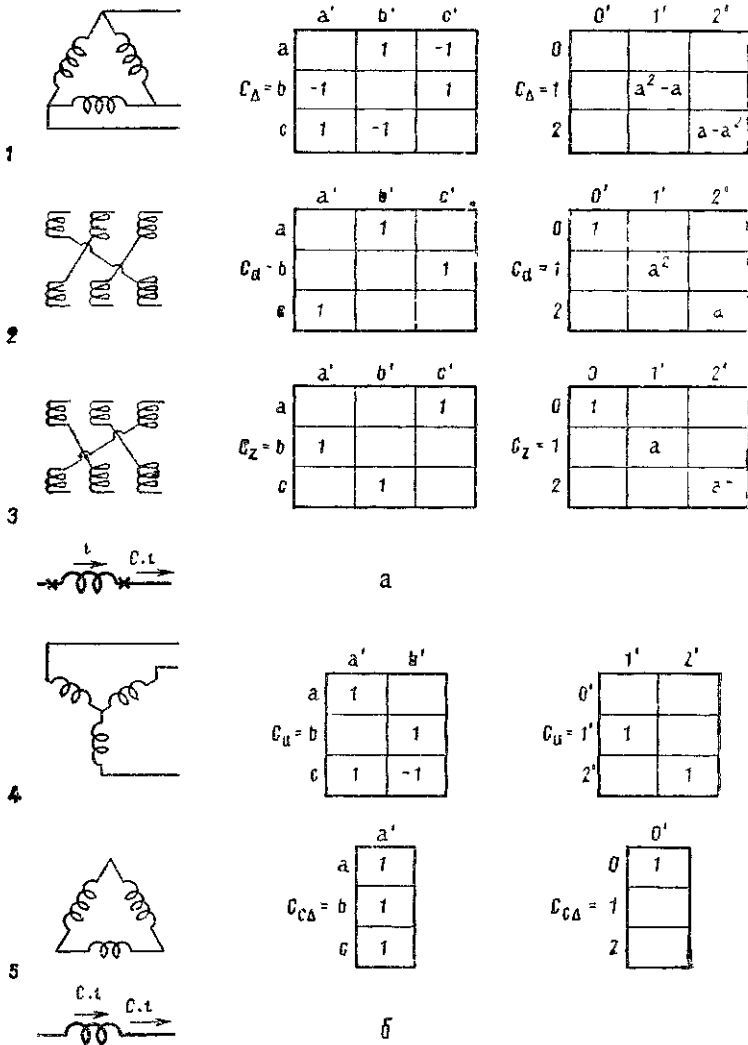 a' b' c' 0' 1' 2'
a 1 -1 0
C_Δ = b -1 1 C_Δ = 1 a² - a
c 1 -1 2 a - a²
1
a' b' c' 0' 1' 2'
a 1 0 1
C_d - b 1 C_d = 1 a²
c 1 2 a
2
a' b' c' 0 1' 2'
a 1 0 1
C_z = b 1 C_z = 1 a
c 1 2
3
C.ι
ι
а
a' b' 1' 2'
a 1 0'
C_u = b 1 C_u = 1' 1
c 1 -1 2' 1
4
a' 0'
a 1 0 1
C_CΔ = b 1 C_CΔ = 1
c 1 2
5
C.ι C.ι
б